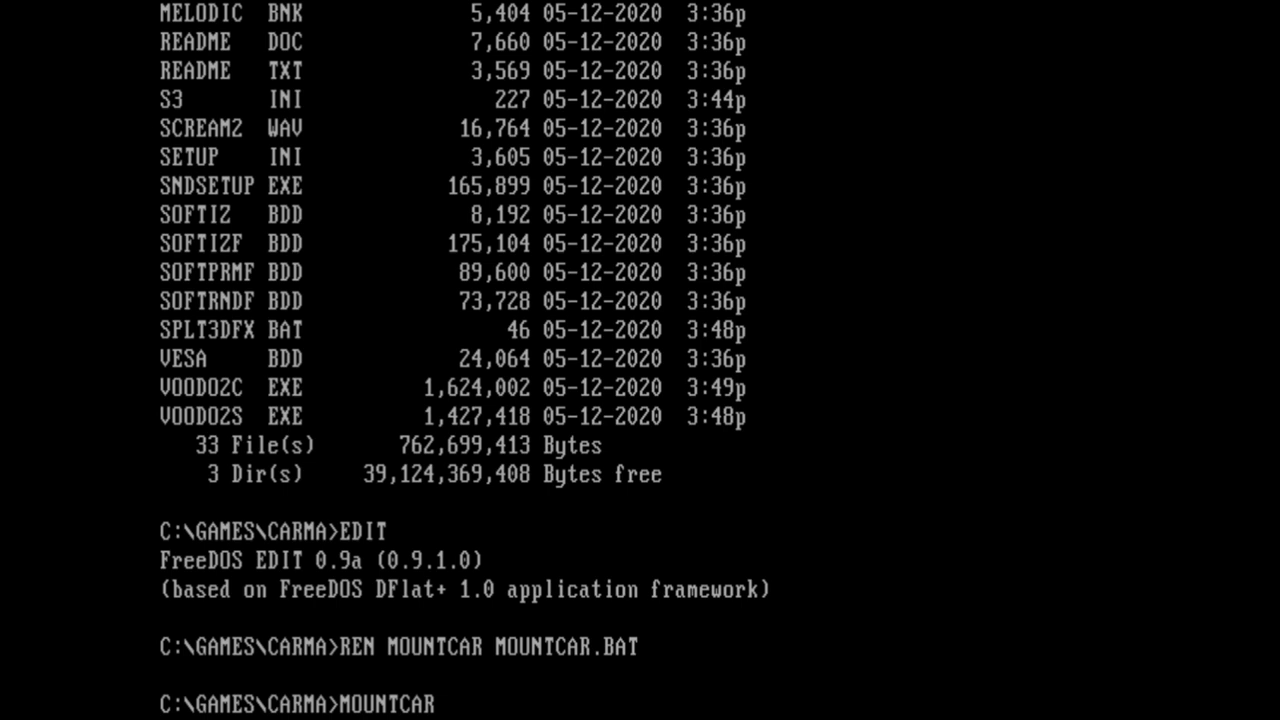 MELODIC  BNK         5,404 05-12-2020  3:36p
README   DOC         7,660 05-12-2020  3:36p
README   TXT         3,569 05-12-2020  3:36p
S3       INI           227 05-12-2020  3:44p
SCREAM2  WAV        16,764 05-12-2020  3:36p
SETUP    INI         3,605 05-12-2020  3:36p
SNDSETUP EXE       165,899 05-12-2020  3:36p
SOFTIZ   BDD         8,192 05-12-2020  3:36p
SOFTIZF  BDD       175,104 05-12-2020  3:36p
SOFTPRMF BDD        89,600 05-12-2020  3:36p
SOFTRNDF BDD        73,728 05-12-2020  3:36p
SPLT3DFX BAT            46 05-12-2020  3:48p
VESA     BDD        24,064 05-12-2020  3:36p
VOODO2C  EXE     1,624,002 05-12-2020  3:49p
VOODO2S  EXE     1,427,418 05-12-2020  3:48p
33 File(s)       762,699,413 Bytes
3 Dir(s)     39,124,369,408 Bytes free
C:\GAMES\CARMA>EDIT
FreeDOS EDIT 0.9a (0.9.1.0)
(based on FreeDOS DFlat+ 1.0 application framework)
C:\GAMES\CARMA>REN MOUNTCAR MOUNTCAR.BAT
C:\GAMES\CARMA>MOUNTCAR